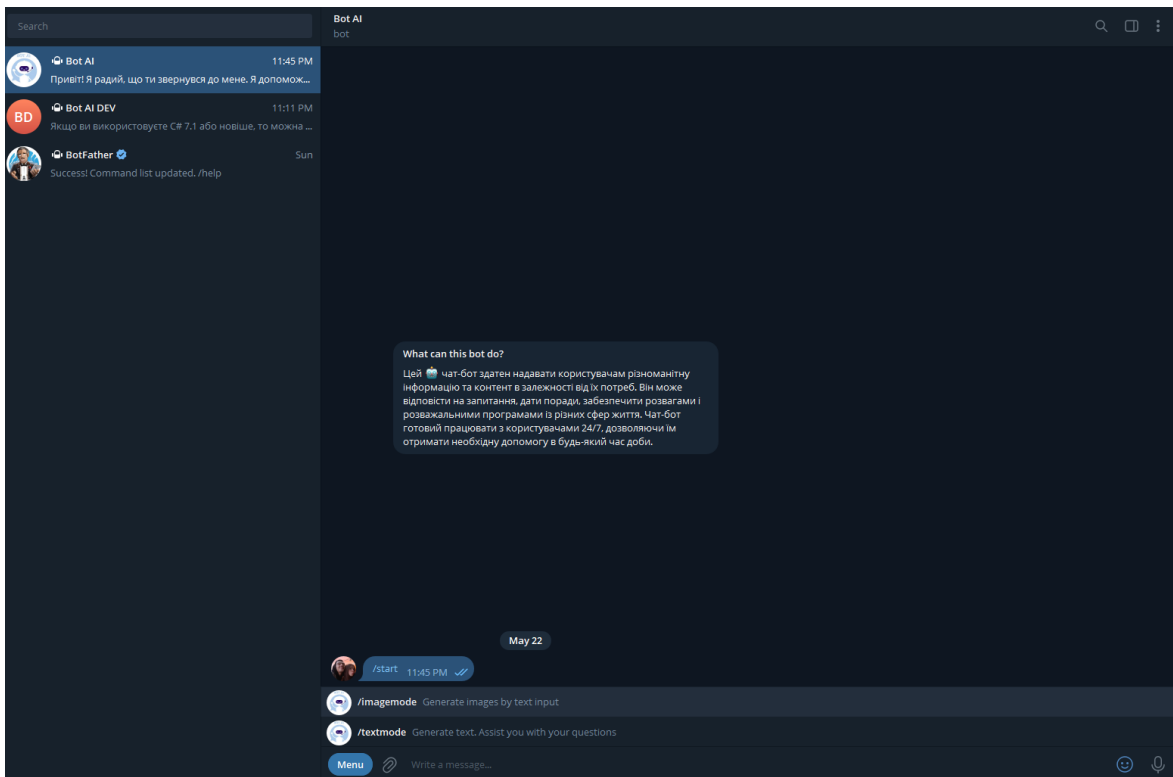 Search
Bot AI
11:45 PM
Привіт! Я радий, що ти звернувся до мене. Я допомож...
BD
Bot AI DEV
11:11 PM
Якщо ви використовуєте C# 7.1 або новіше, то можна ...
BotFather
Sun
Success! Command list updated. /help
Bot AI
bot
What can this bot do?
Цей чат-бот здатен надавати користувачам різноманітну
інформацію та контент в залежності від їх потреб. Він може
відповісти на запитання, дати поради, забезпечити розвагами і
розважальними програмами із різних сфер життя. Чат-бот
готовий працювати з користувачами 24/7, дозволяючи їм
отримати необхідну допомогу в будь-який час доби.
May 22
/start 11:45 PM
/imagemode Generate images by text input
/textmode Generate text. Assist you with your questions
Menu
Write a message...